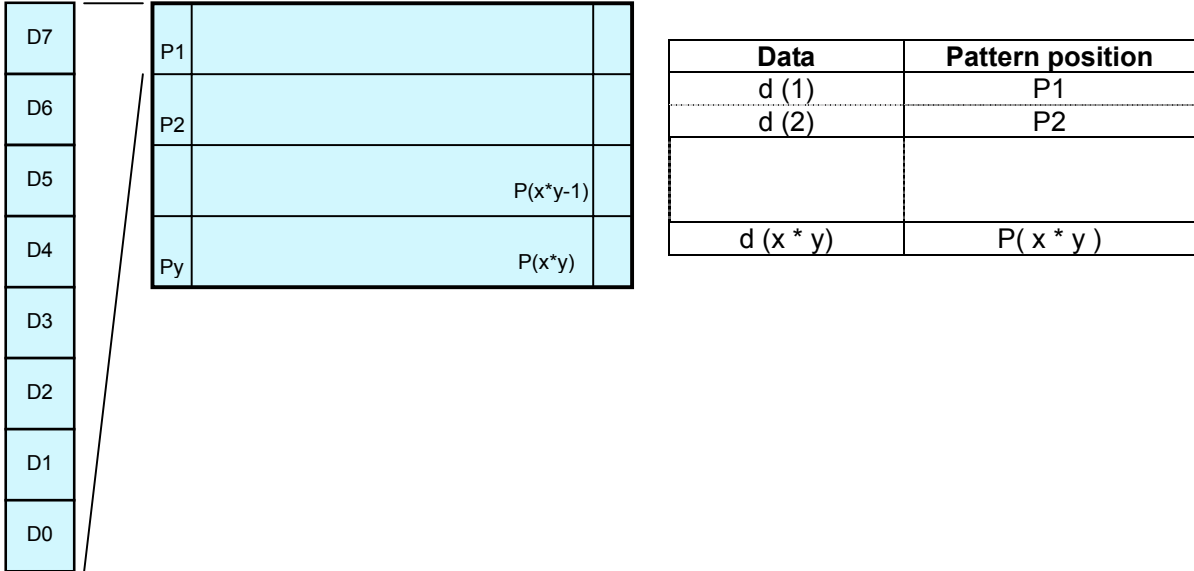 D7
D6
D5
D4
D3
D2
D1
D0
P1
P2
P(x*y-1)
Py P(x*y)
Data Pattern position
d (1) P1
d (2) P2
d (x * y) P( x * y )